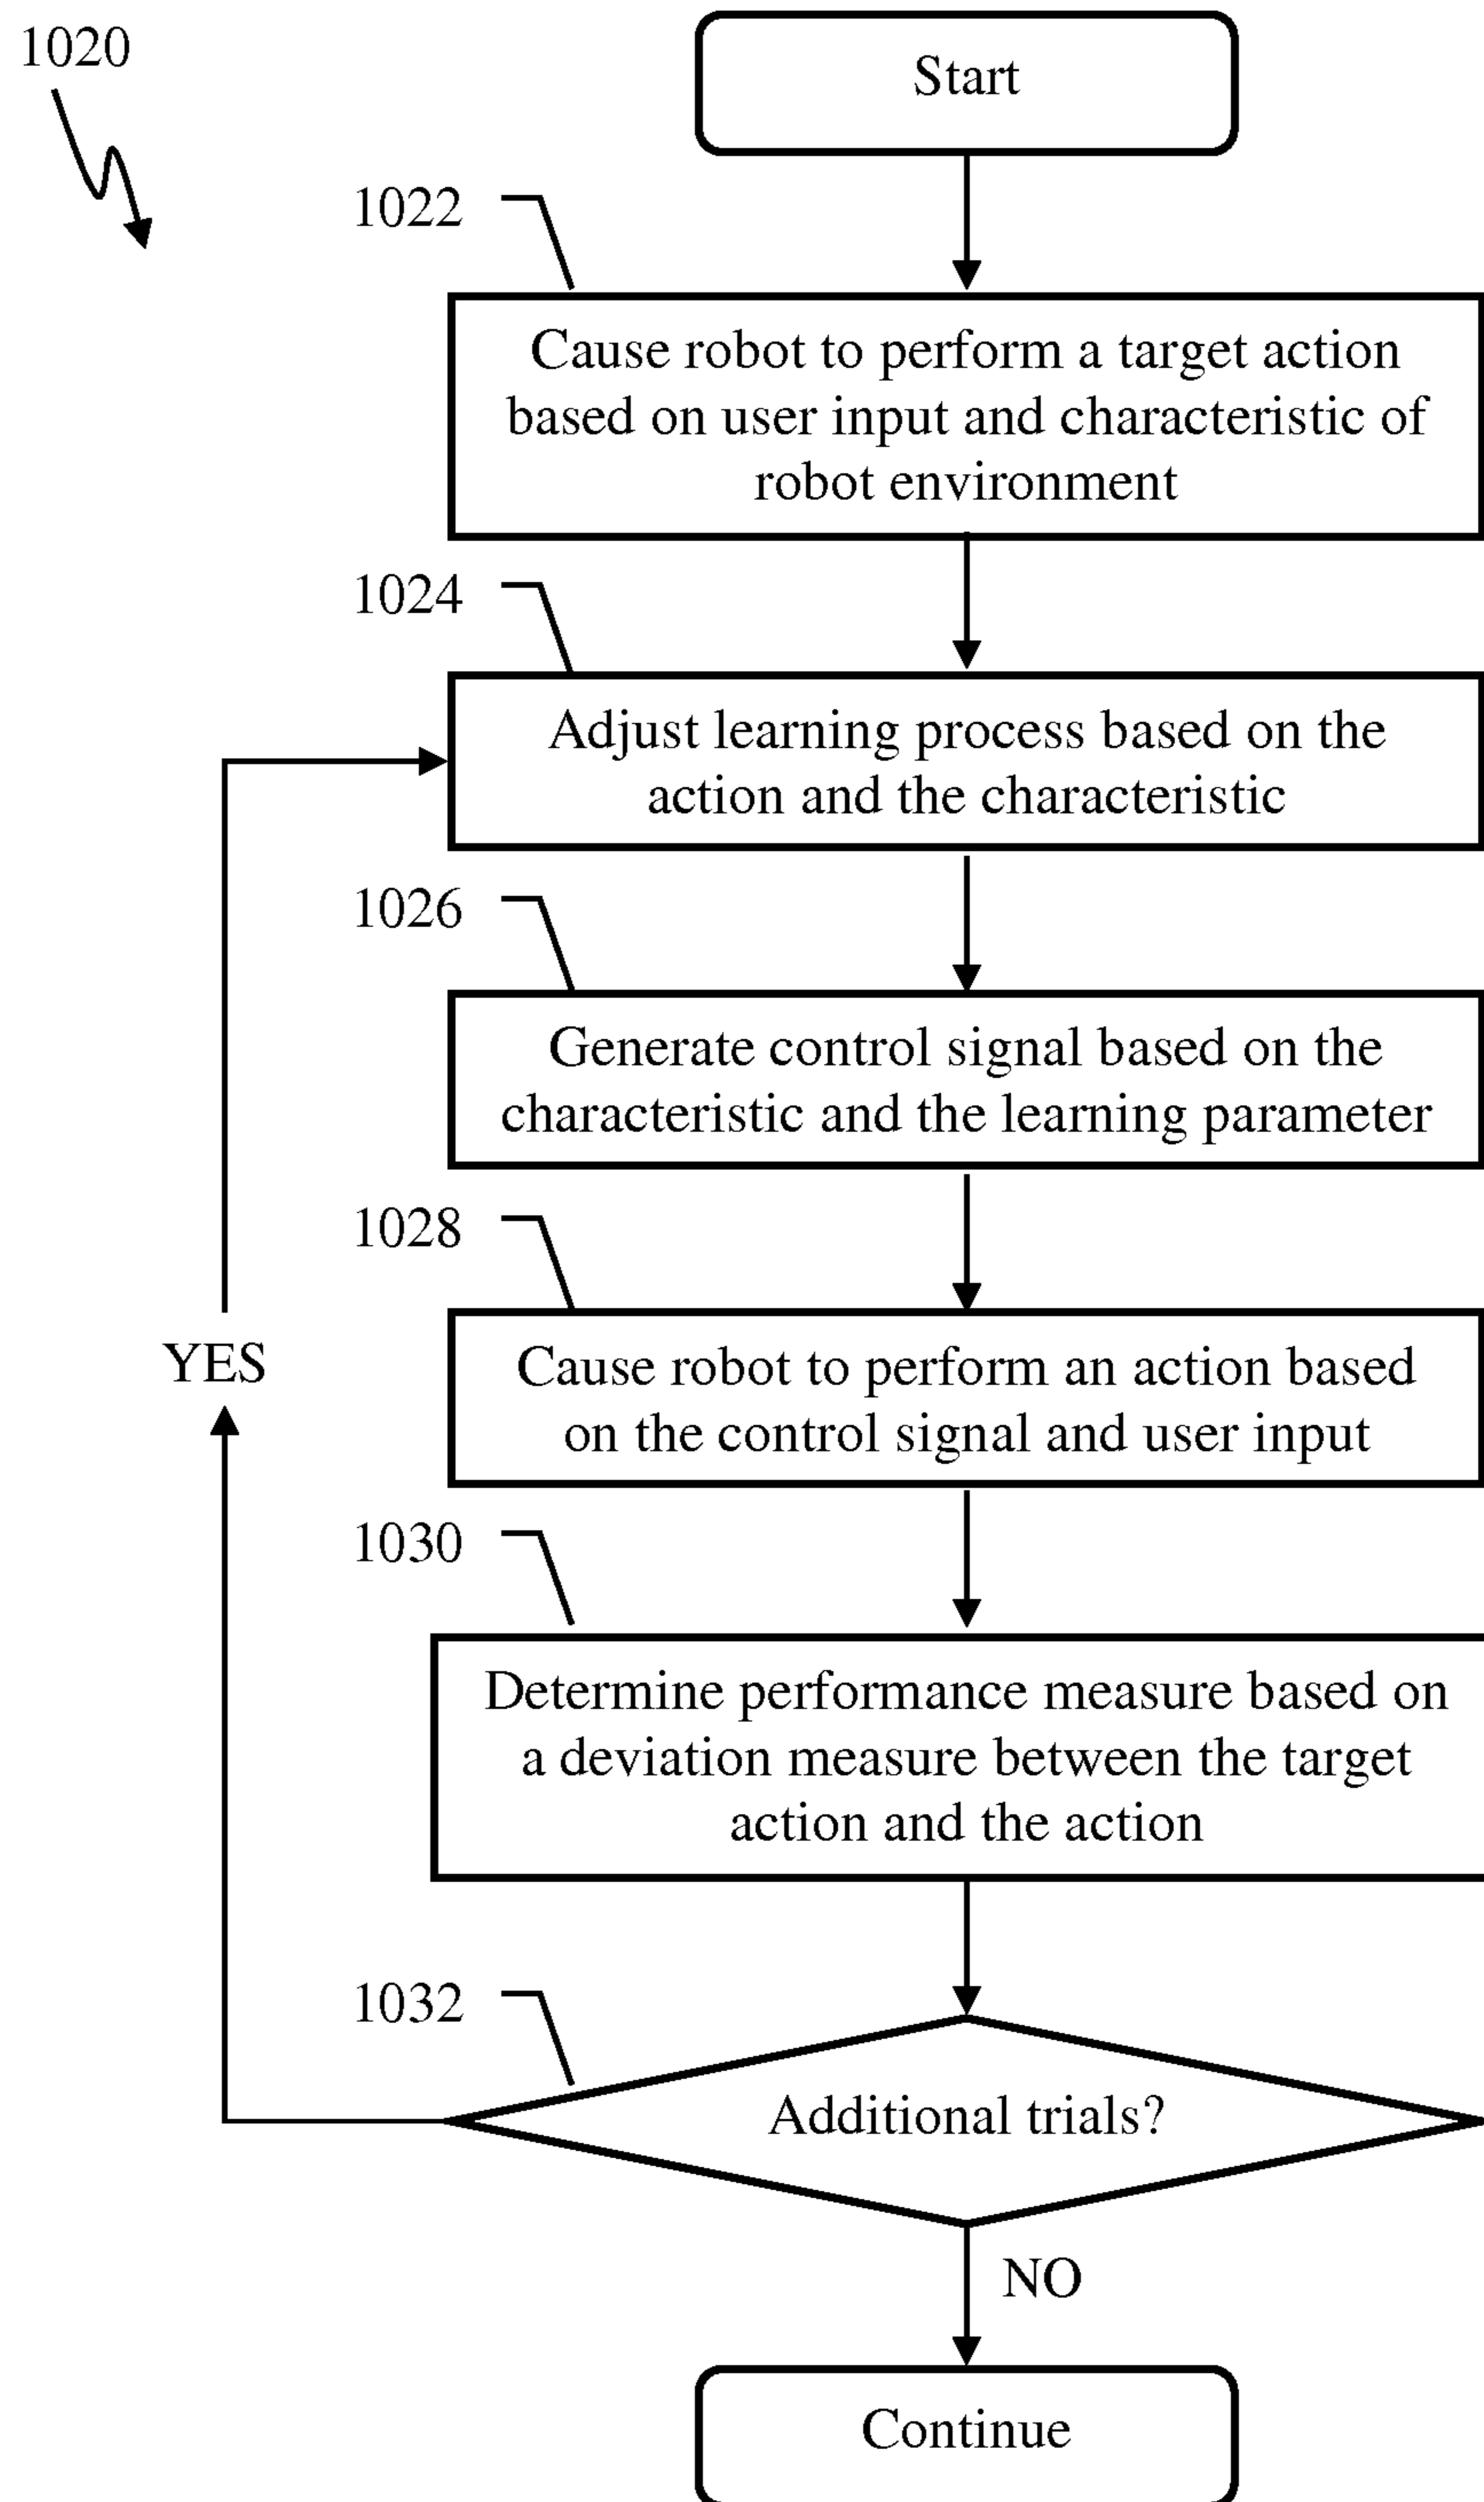 1020
Start
1022
Cause robot to perform a target action
based on user input and characteristic of
robot environment
1024
Adjust learning process based on the
action and the characteristic
1026
Generate control signal based on the
characteristic and the learning parameter
1028
YES
Cause robot to perform an action based
on the control signal and user input
1030
Determine performance measure based on
a deviation measure between the target
action and the action
1032
Additional trials?
NO
Continue